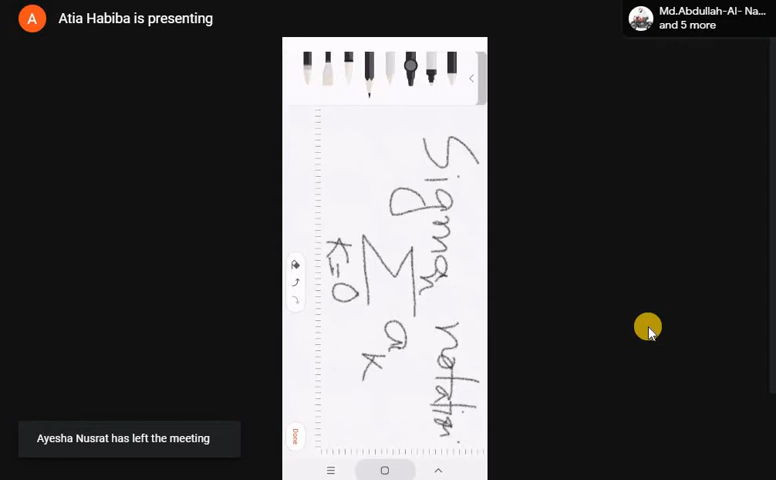 Atia Habiba is presenting
A
Md.Abdullah-Al- Na...
and 5 more
Sigma notation
∑ a_K
K=0
Done
Ayesha Nusrat has left the meeting